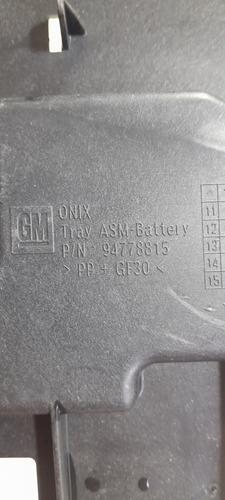 GM
ONIX
Tray ASM-Battery
P/N 94778815
> PP + GF30 <
11
12
13
14
15